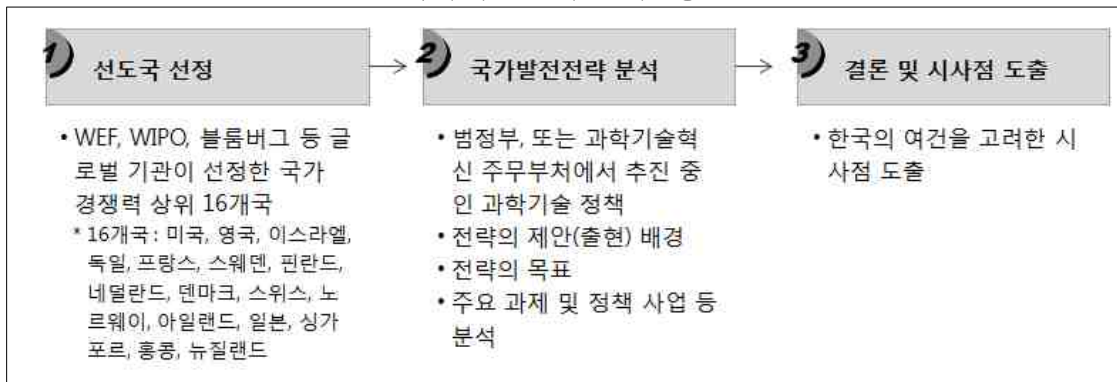 1) 선도국 선정
2) 국가발전전략 분석
3) 결론 및 시사점 도출
• WEF, WIPO, 블룸버그 등 글
로벌 기관이 선정한 국가
경쟁력 상위 16개국
* 16개국 : 미국, 영국, 이스라엘,
독일, 프랑스, 스웨덴, 핀란드,
네덜란드, 덴마크, 스위스, 노
르웨이, 아일랜드, 일본, 싱가
포르, 홍콩, 뉴질랜드
• 범정부, 또는 과학기술혁
신 주무부처에서 추진 중
인 과학기술 정책
• 전략의 제안(출현) 배경
• 전략의 목표
• 주요 과제 및 정책 사업 등
분석
• 한국의 여건을 고려한 시
사점 도출